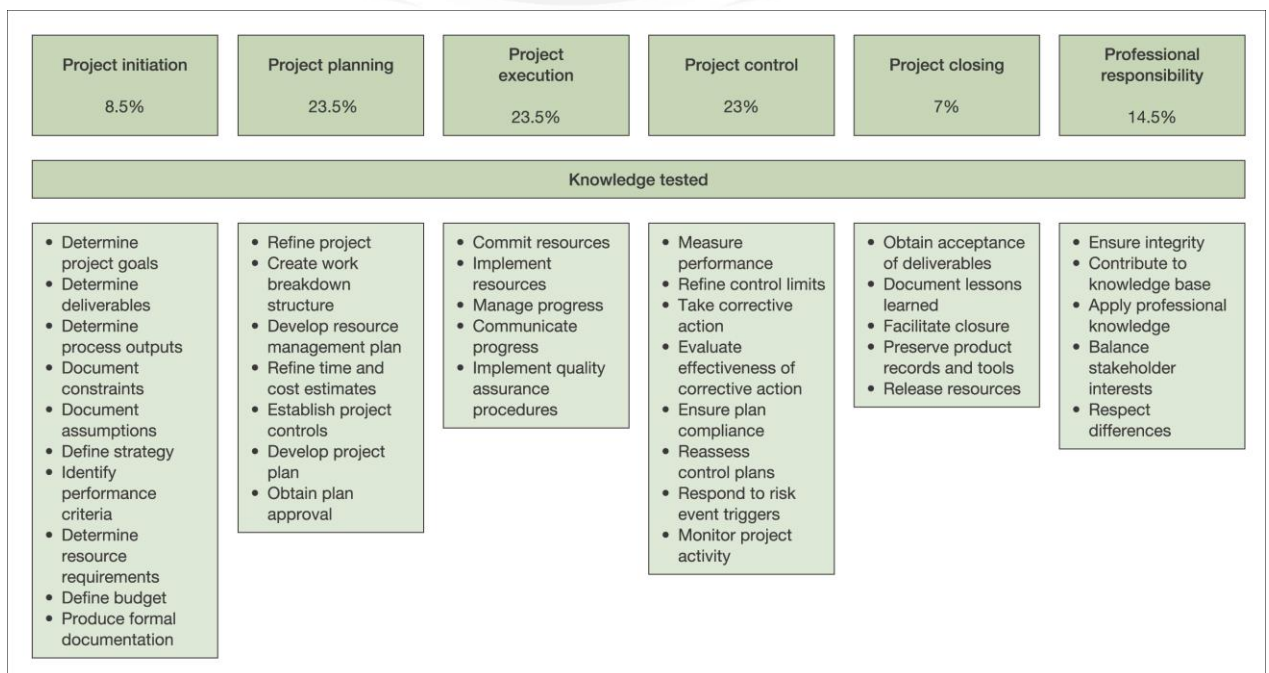 Project initiation
8.5%
Project planning
23.5%
Project
execution
23.5%
Project control
23%
Project closing
7%
Professional
responsibility
14.5%
Knowledge tested
• Determine
project goals
• Determine
deliverables
• Determine
process outputs
• Document
constraints
• Document
assumptions
• Define strategy
• Identify
performance
criteria
• Determine
resource
requirements
• Define budget
• Produce formal
documentation
• Refine project
• Create work
breakdown
structure
• Develop resource
management plan
• Refine time and
cost estimates
• Establish project
controls
• Develop project
plan
• Obtain plan
approval
• Commit resources
• Implement
resources
• Manage progress
• Communicate
progress
• Implement quality
assurance
procedures
• Measure
performance
• Refine control limits
• Take corrective
action
• Evaluate
effectiveness of
corrective action
• Ensure plan
compliance
• Reassess
control plans
• Respond to risk
event triggers
• Monitor project
activity
• Obtain acceptance
of deliverables
• Document lessons
learned
• Facilitate closure
• Preserve product
records and tools
• Release resources
• Ensure integrity
• Contribute to
knowledge base
• Apply professional
knowledge
• Balance
stakeholder
interests
• Respect
differences